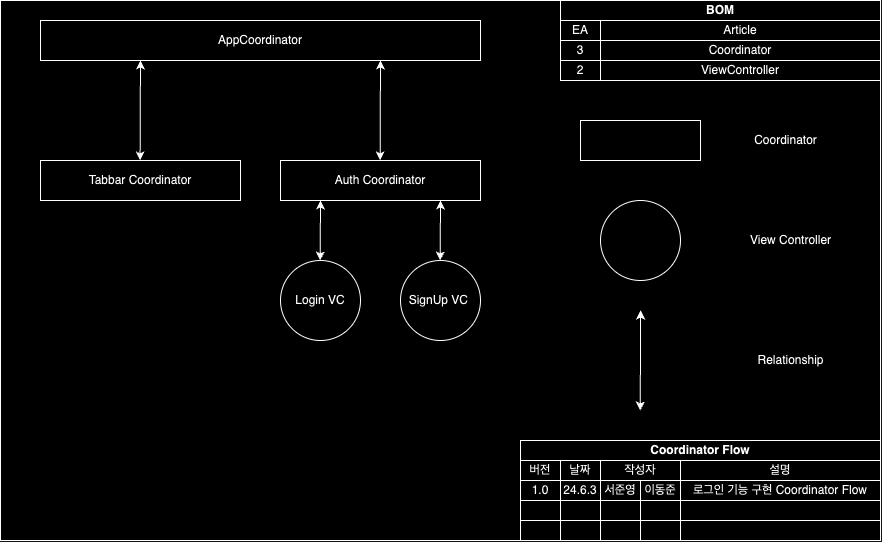 AppCoordinator
Tabbar Coordinator
Auth Coordinator
Login VC
SignUp VC
BOM
EA Article
3 Coordinator
2 ViewController
Coordinator
View Controller
Relationship
Coordinator Flow
버전 날짜 작성자 설명
1.0 24.6.3 서준영 이동준 로그인 기능 구현 Coordinator Flow